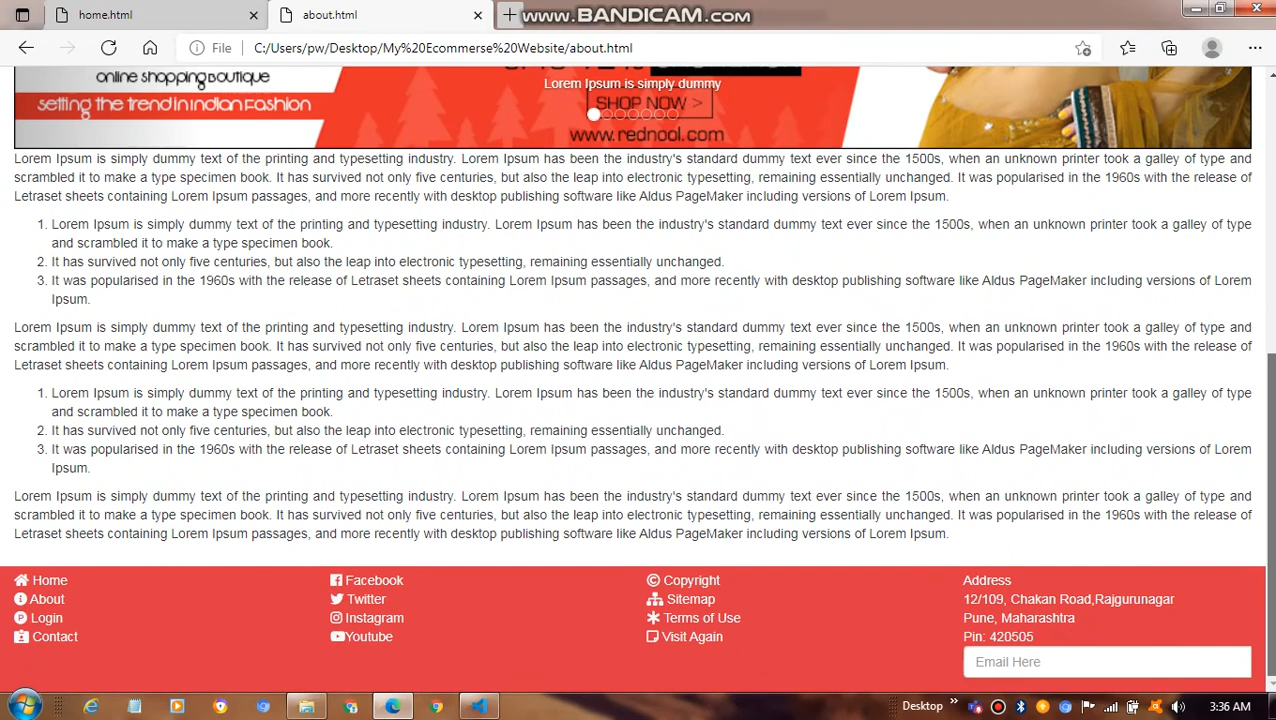 www.BANDICAM.com
home.html
about.html
File
C:/Users/pw/Desktop/My%20Ecommerse%20Website/about.html
online shopping boutique
setting the trend in indian fashion
Lorem Ipsum is simply dummy
SHOP NOW >
www.rednool.com
Lorem Ipsum is simply dummy text of the printing and typesetting industry. Lorem Ipsum has been the industry's standard dummy text ever since the 1500s, when an unknown printer took a galley of type and
scrambled it to make a type specimen book. It has survived not only five centuries, but also the leap into electronic typesetting, remaining essentially unchanged. It was popularised in the 1960s with the release of
Letraset sheets containing Lorem Ipsum passages, and more recently with desktop publishing software like Aldus PageMaker including versions of Lorem Ipsum.
1. Lorem Ipsum is simply dummy text of the printing and typesetting industry. Lorem Ipsum has been the industry's standard dummy text ever since the 1500s, when an unknown printer took a galley of type
and scrambled it to make a type specimen book.
2. It has survived not only five centuries, but also the leap into electronic typesetting, remaining essentially unchanged.
3. It was popularised in the 1960s with the release of Letraset sheets containing Lorem Ipsum passages, and more recently with desktop publishing software like Aldus PageMaker including versions of Lorem
Ipsum.
Lorem Ipsum is simply dummy text of the printing and typesetting industry. Lorem Ipsum has been the industry's standard dummy text ever since the 1500s, when an unknown printer took a galley of type and
scrambled it to make a type specimen book. It has survived not only five centuries, but also the leap into electronic typesetting, remaining essentially unchanged. It was popularised in the 1960s with the release of
Letraset sheets containing Lorem Ipsum passages, and more recently with desktop publishing software like Aldus PageMaker including versions of Lorem Ipsum.
1. Lorem Ipsum is simply dummy text of the printing and typesetting industry. Lorem Ipsum has been the industry's standard dummy text ever since the 1500s, when an unknown printer took a galley of type
and scrambled it to make a type specimen book.
2. It has survived not only five centuries, but also the leap into electronic typesetting, remaining essentially unchanged.
3. It was popularised in the 1960s with the release of Letraset sheets containing Lorem Ipsum passages, and more recently with desktop publishing software like Aldus PageMaker including versions of Lorem
Ipsum.
Lorem Ipsum is simply dummy text of the printing and typesetting industry. Lorem Ipsum has been the industry's standard dummy text ever since the 1500s, when an unknown printer took a galley of type and
scrambled it to make a type specimen book. It has survived not only five centuries, but also the leap into electronic typesetting, remaining essentially unchanged. It was popularised in the 1960s with the release of
Letraset sheets containing Lorem Ipsum passages, and more recently with desktop publishing software like Aldus PageMaker including versions of Lorem Ipsum.
Home
About
Login
Contact
Facebook
Twitter
Instagram
Youtube
Copyright
Sitemap
Terms of Use
Visit Again
Address
12/109, Chakan Road,Rajgurunagar
Pune, Maharashtra
Pin: 420505
Email Here
Desktop
3:36 AM